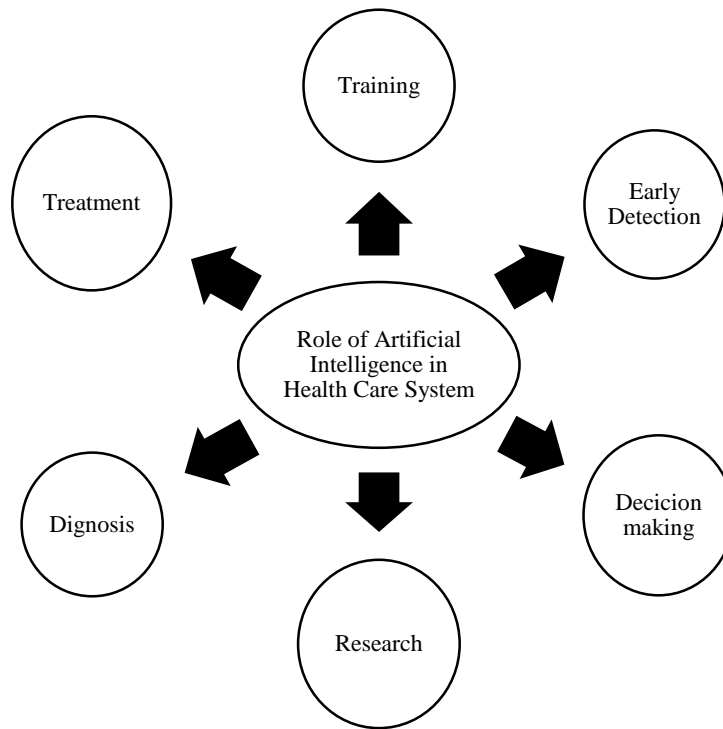 Training
Treatment
Early
Detection
Role of Artificial
Intelligence in
Health Care System
Dignosis
Decicion
making
Research